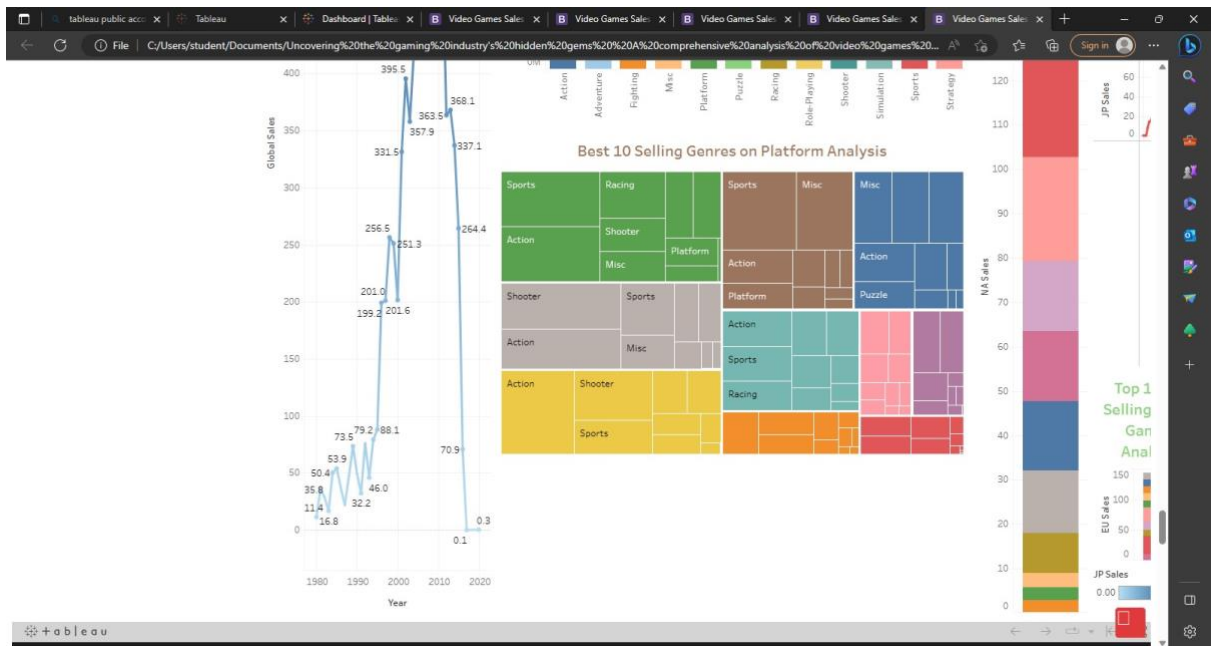 tableau public acco
Tableau
Dashboard | Tablea
Video Games Sales
Video Games Sales
Video Games Sales
Video Games Sales
Video Games Sales
File
C:/Users/student/Documents/Uncovering%20the%20gaming%20industry's%20hidden%20gems%20%20A%20comprehensive%20analysis%20of%20video%20games%20...
Sign in
Global Sales
400
350
300
250
200
150
100
50
0
395.5
368.1
363.5
357.9
331.5
337.1
256.5
251.3
264.4
201.0
199.2
201.6
79.2
88.1
73.5
53.9
50.4
70.9
35.8
46.0
32.2
11.4
16.8
0.3
0.1
1980
1990
2000
2010
2020
Year
0M
Action
Adventure
Fighting
Misc
Platform
Puzzle
Racing
Role-Playing
Shooter
Simulation
Sports
Strategy
Best 10 Selling Genres on Platform Analysis
Sports
Racing
Action
Shooter
Platform
Misc
Sports
Misc
Action
Platform
Misc
Action
Puzzle
Shooter
Sports
Action
Misc
Action
Sports
Racing
Action
Shooter
Sports
NA Sales
120
110
100
90
80
70
60
50
40
30
20
10
0
JP Sales
60
40
20
0
Top 1
Selling
Gan
Anal
EU Sales
150
100
50
0
JP Sales
0.00
+ a b l e a u